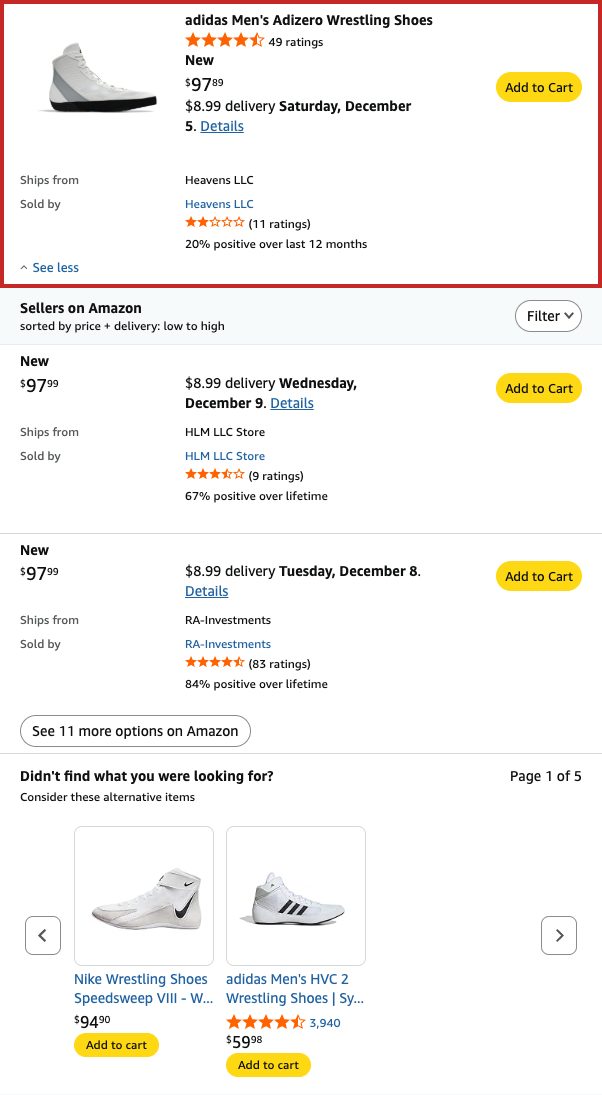 adidas Men's Adizero Wrestling Shoes
49 ratings
New
$97.89
$8.99 delivery Saturday, December
5. Details
Add to Cart
Ships from Heavens LLC
Sold by Heavens LLC
(11 ratings)
20% positive over last 12 months
See less
Sellers on Amazon
sorted by price + delivery: low to high
Filter
New
$97.99
$8.99 delivery Wednesday,
December 9. Details
Add to Cart
Ships from HLM LLC Store
Sold by HLM LLC Store
(9 ratings)
67% positive over lifetime
New
$97.99
$8.99 delivery Tuesday, December 8.
Details
Add to Cart
Ships from RA-Investments
Sold by RA-Investments
(83 ratings)
84% positive over lifetime
See 11 more options on Amazon
Didn't find what you were looking for?
Page 1 of 5
Consider these alternative items
Nike Wrestling Shoes
Speedsweep VIII - W...
$94.90
Add to cart
adidas Men's HVC 2
Wrestling Shoes | Sy...
3,940
$59.98
Add to cart